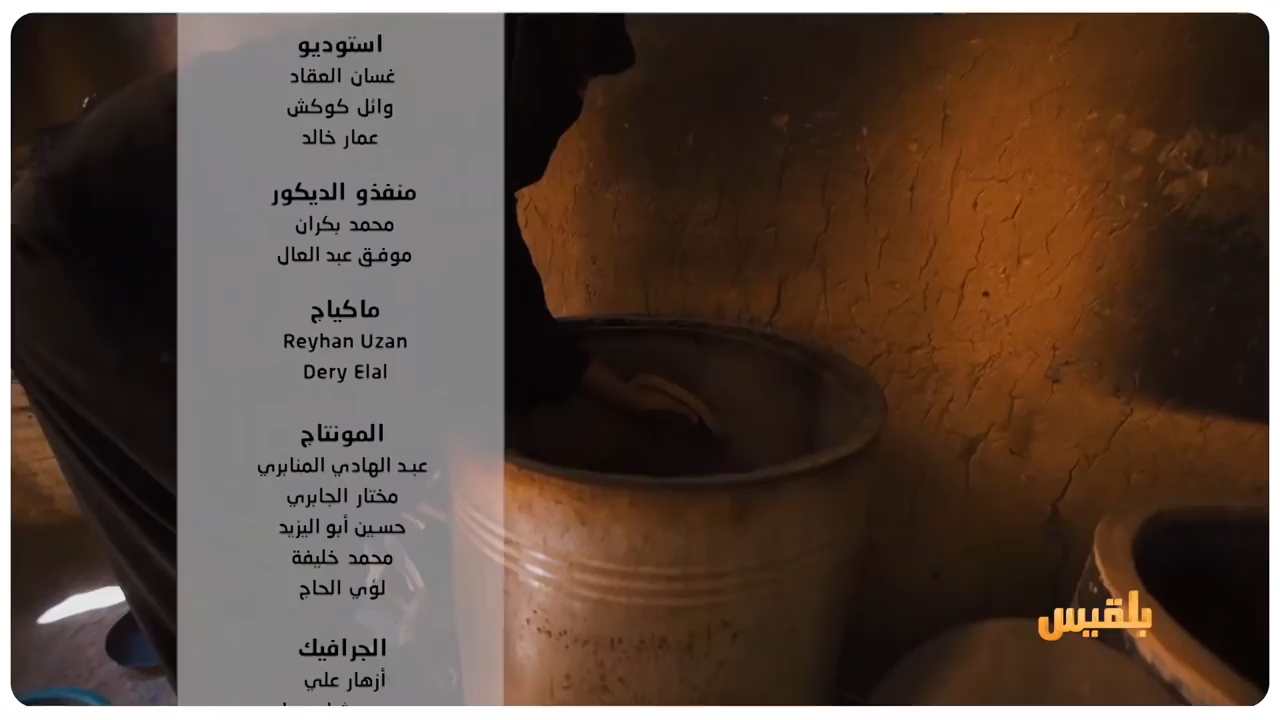 استوديو
غسان العقاد
وائل كوكش
عمار خالد
منفذو الديكور
محمد بكران
موفق عبد العال
ماكياج
Reyhan Uzan
Dery Elal
المونتاج
عبد الهادي المنابري
مختار الجابري
حسين أبو اليزيد
محمد خليفة
لؤي الحاج
الجرافيك
أزهار علي
بلقيس